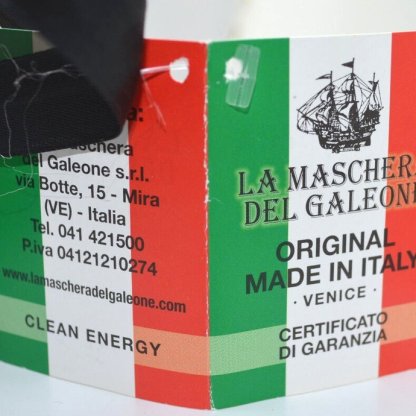 a:
aschera
del Galeone s.r.l.
via Botte, 15 - Mira
(VE) - Italia
Tel. 041 421500
P.iva 04121210274
www.lamascheradelgaleone.com
CLEAN ENERGY
LA MASCHERA
DEL GALEONE
ORIGINAL
MADE IN ITALY
· VENICE ·
CERTIFICATO
DI GARANZIA